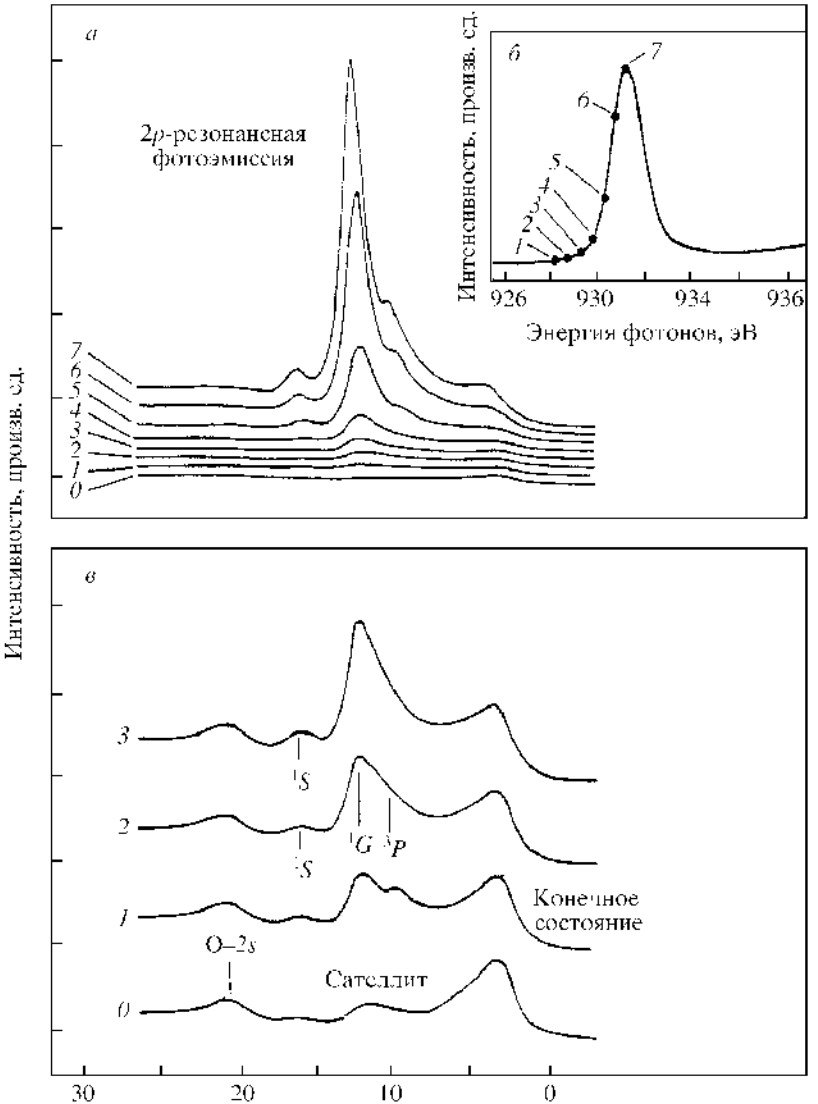 а
2p-резонансная
фотоэмиссия
7
6
5
4
3
2
1
0
Интенсивность, произв. ед.
б
7
6
5
4
3
2
1
926
930
934
936
Энергия фотонов, эВ
Интенсивность, произв. ед.
в
3
¹S
2
¹G
³P
¹S
1
Конечное
состояние
O–2s
Сателлит
0
30
20
10
0